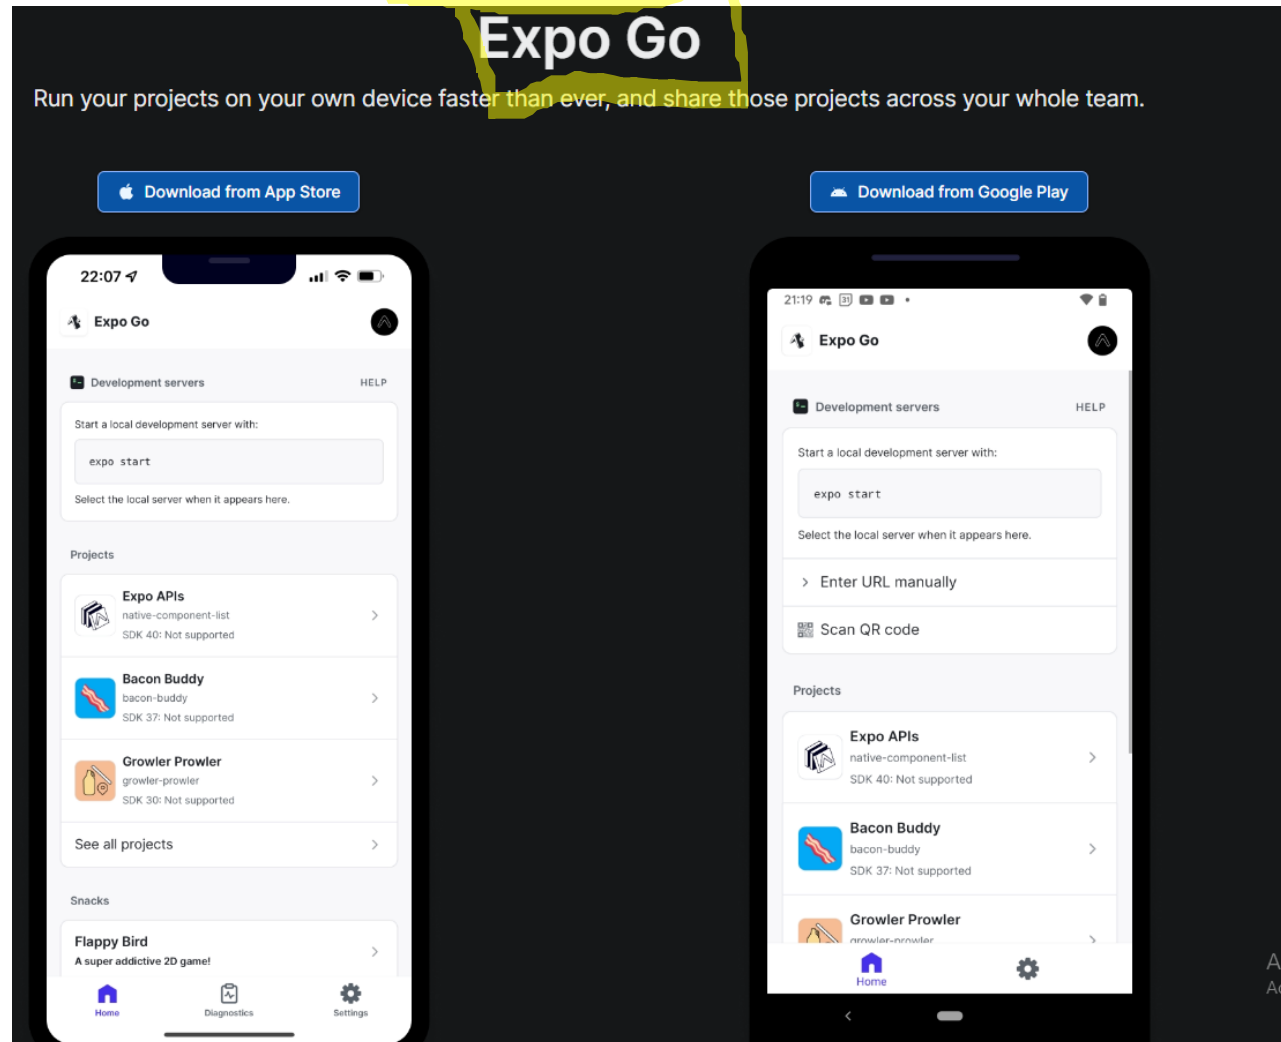 Expo Go
Run your projects on your own device faster than ever, and share those projects across your whole team.
Download from App Store
22:07
Expo Go
Development servers
HELP
Start a local development server with:
expo start
Select the local server when it appears here.
Projects
Expo APIs
native-component-list
SDK 40: Not supported
Bacon Buddy
bacon-buddy
SDK 37: Not supported
Growler Prowler
growler-prowler
SDK 30: Not supported
See all projects
Snacks
Flappy Bird
A super addictive 2D game!
Home
Diagnostics
Settings
Download from Google Play
21:19
31
Expo Go
Development servers
HELP
Start a local development server with:
expo start
Select the local server when it appears here.
Enter URL manually
Scan QR code
Projects
Expo APIs
native-component-list
SDK 40: Not supported
Bacon Buddy
bacon-buddy
SDK 37: Not supported
Growler Prowler
growler-prowler
Home